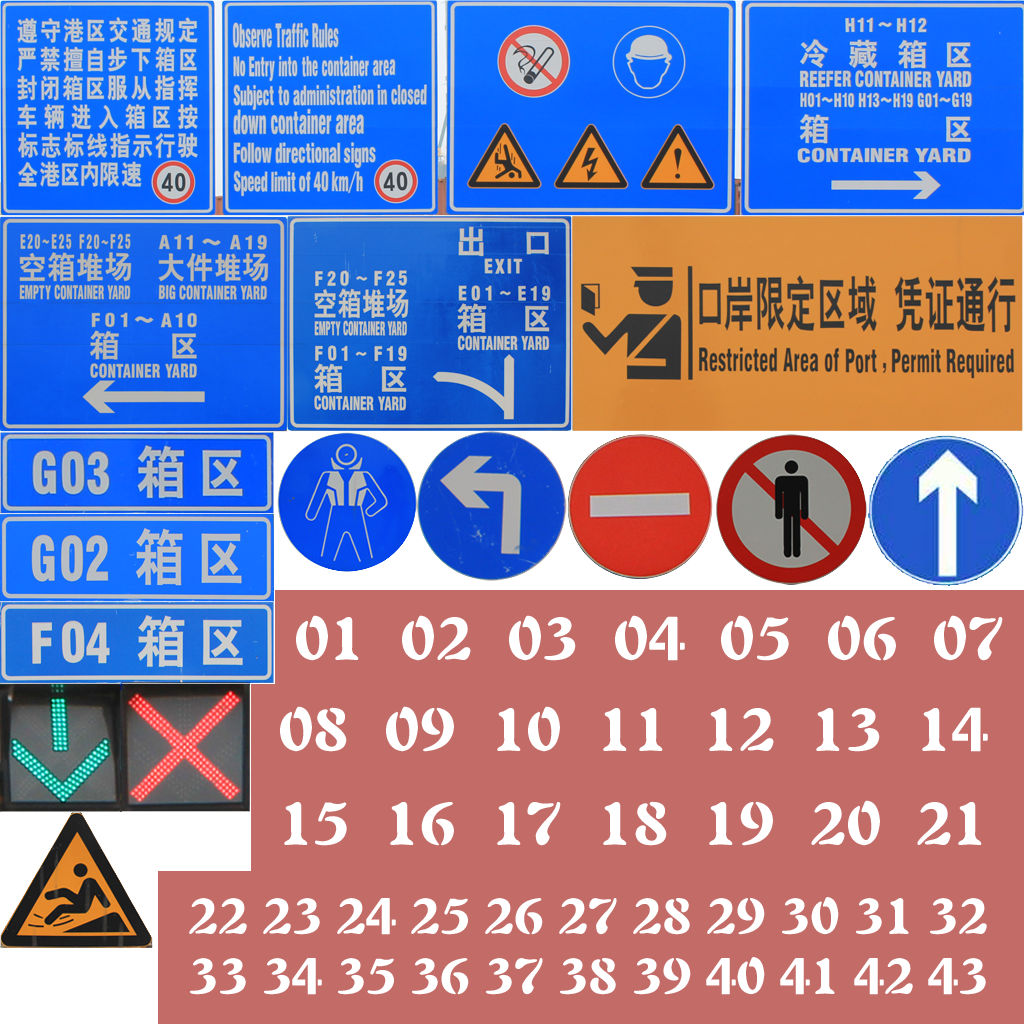 遵守港区交通规定
严禁擅自步下箱区
封闭箱区服从指挥
车辆进入箱区按
标志标线指示行驶
全港区内限速 40
Observe Traffic Rules
No Entry into the container area
Subject to administration in closed
down container area
Follow directional signs
Speed limit of 40 km/h 40
H11~H12
冷藏箱区
REEFER CONTAINER YARD
H01~H10 H13~H19 G01~G19
箱区
CONTAINER YARD
E20~E25 F20~F25
空箱堆场
EMPTY CONTAINER YARD
A11~A19
大件堆场
BIG CONTAINER YARD
F01~A10
箱区
CONTAINER YARD
出口
EXIT
F20~F25
空箱堆场
EMPTY CONTAINER YARD
E01~E19
箱区
CONTAINER YARD
F01~F19
箱区
CONTAINER YARD
口岸限定区域 凭证通行
Restricted Area of Port , Permit Required
G03 箱区
G02 箱区
F04 箱区
01 02 03 04 05 06 07
08 09 10 11 12 13 14
15 16 17 18 19 20 21
22 23 24 25 26 27 28 29 30 31 32
33 34 35 36 37 38 39 40 41 42 43